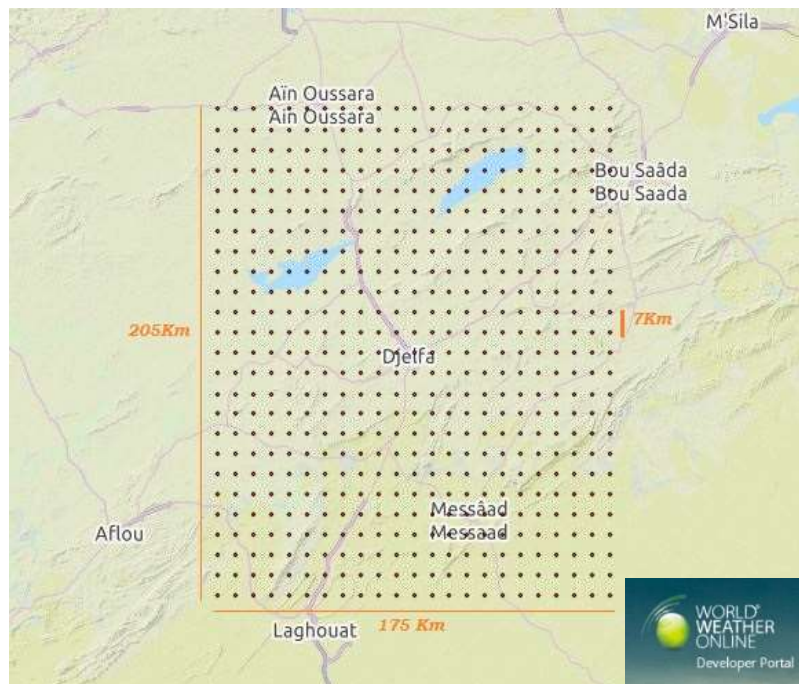 M'Sila
Aïn Oussara
Aïn Oussara
Bou Saâda
Bou Saada
7Km
205Km
Djelfa
Messâad
Messaad
Aflou
175 Km
Laghouat
WORLD®
WEATHER
ONLINE
Developer Portal